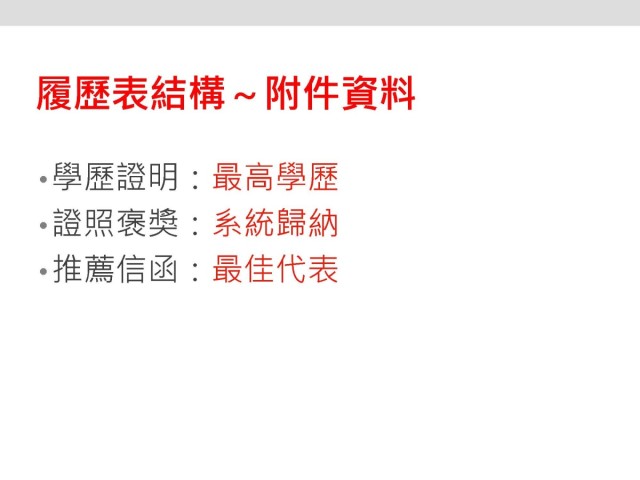 履歷表結構～附件資料
•學歷證明：最高學歷
•證照褒獎：系統歸納
•推薦信函：最佳代表